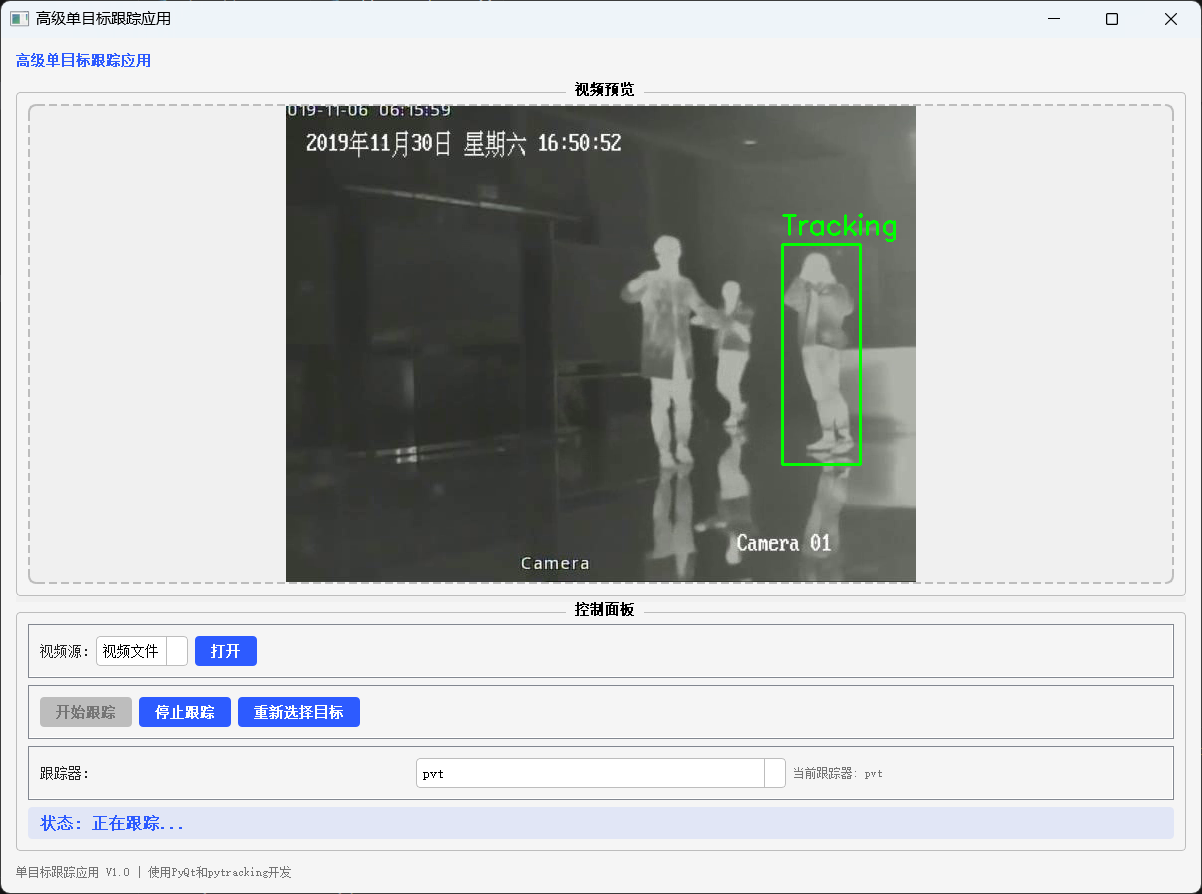 高级单目标跟踪应用
高级单目标跟踪应用
视频预览
019-11-06 06:15:59
2019年11月30日 星期六 16:50:52
Tracking
Camera 01
Camera
控制面板
视频源: 视频文件 打开
开始跟踪 停止跟踪 重新选择目标
跟踪器: pvt 当前跟踪器: pvt
状态: 正在跟踪...
单目标跟踪应用 V1.0 | 使用PyQt和pytracking开发